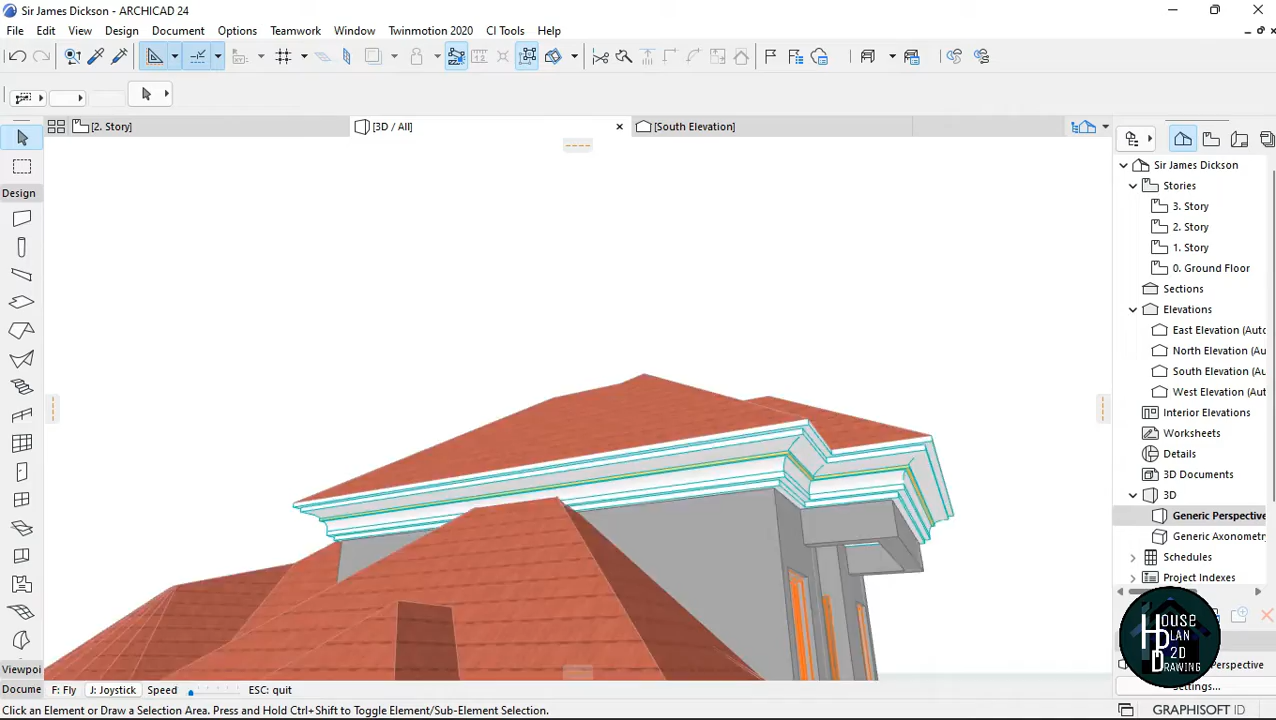 Sir James Dickson - ARCHICAD 24
File Edit View Design Document Options Teamwork Twinmotion 2020 CI Tools Window Help
[2. Story] [3D / All] [South Elevation]
Design
Sir James Dickson
Stories
3. Story
2. Story
1. Story
0. Ground Floor
Sections
Elevations
East Elevation (Auto
North Elevation (Au
South Elevation (Au
West Elevation (Aut
Interior Elevations
Worksheets
Details
3D Documents
3D
Generic Perspective
Generic Axonometr
Schedules
Project Indexes
HOUSE
PLAN
2D
DRAWING
Perspective
Settings...
Viewpoi
Docume
F: Fly J: Joystick Speed ESC: quit
Click an Element or Draw a Selection Area. Press and Hold Ctrl+Shift to Toggle Element/Sub-Element Selection.
GRAPHISOFT ID